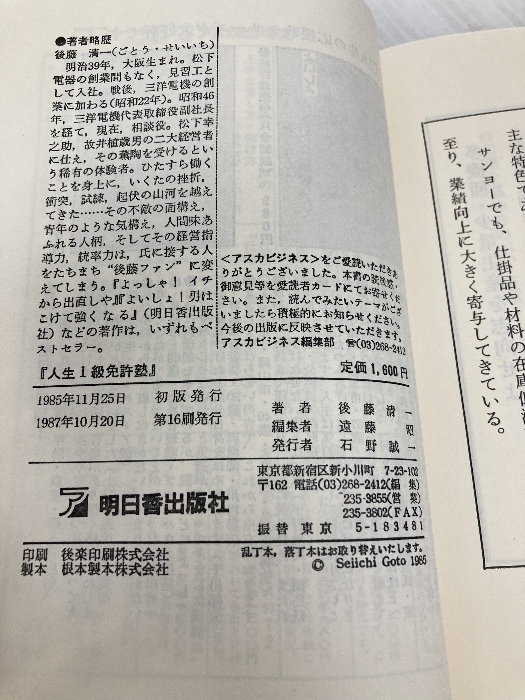 ●著者略歴
後藤 清一(ごとう・せいいち)
明治39年，大阪生まれ。松下
電器の創業間もなく，見習工とし
て入社。戦後，三洋電機の創
業に加わる(昭和22年)。昭和46
年，三洋電機代表取締役副社長
を経て，現在，相談役。松下幸
之助，故井植歳男の二大経営者
に仕え，その薫陶を受けるとい
う稀有の体験者。ひたすら働く
ことを身上に，いくたの挫折，
衝突，試練，起伏の山河を越え
てきた……その不敵の面構え，
青年のような気構え，人間味あ
ふれる人柄，そしてその経営指
導力，統率力は，氏に接する人
をたちまち“後藤ファン”に変
えてしまう。『よっしゃ！イチ
から出直しや』『よいしょ！男は
こけて強くなる』(明日香出版
社)などの著作は，いずれもベ
ストセラー。
＜アスカビジネス＞をご愛読いただきあ
りがとうございました。本書の読後感・
御意見等を愛読者カードにてお寄せくだ
さい。また，読んでみたいテーマがござ
いましたら積極的にお知らせください。
今後の出版に反映させていただきます。
アスカビジネス編集部 ☎(03)268-2412
定価1,600円
『人生1級免許塾』
1985年11月25日 初版発行
1987年10月20日 第16刷発行
著者 後藤清一
編集者 遠藤 昭
発行者 石野誠一
ア 明日香出版社
東京都新宿区新小川町 7-23-102
〒162 電話(03)268-2412(編集)
235-3855(営業)
235-3802(FAX)
振替 東京 5-183481
印刷 後楽印刷株式会社
製本 根本製本株式会社
乱丁本，落丁本はお取り替えいたします。
© Seiichi Goto 1985
サンヨーでも、仕掛品や材料の在庫
至り、業績向上に大きく寄与してきている。